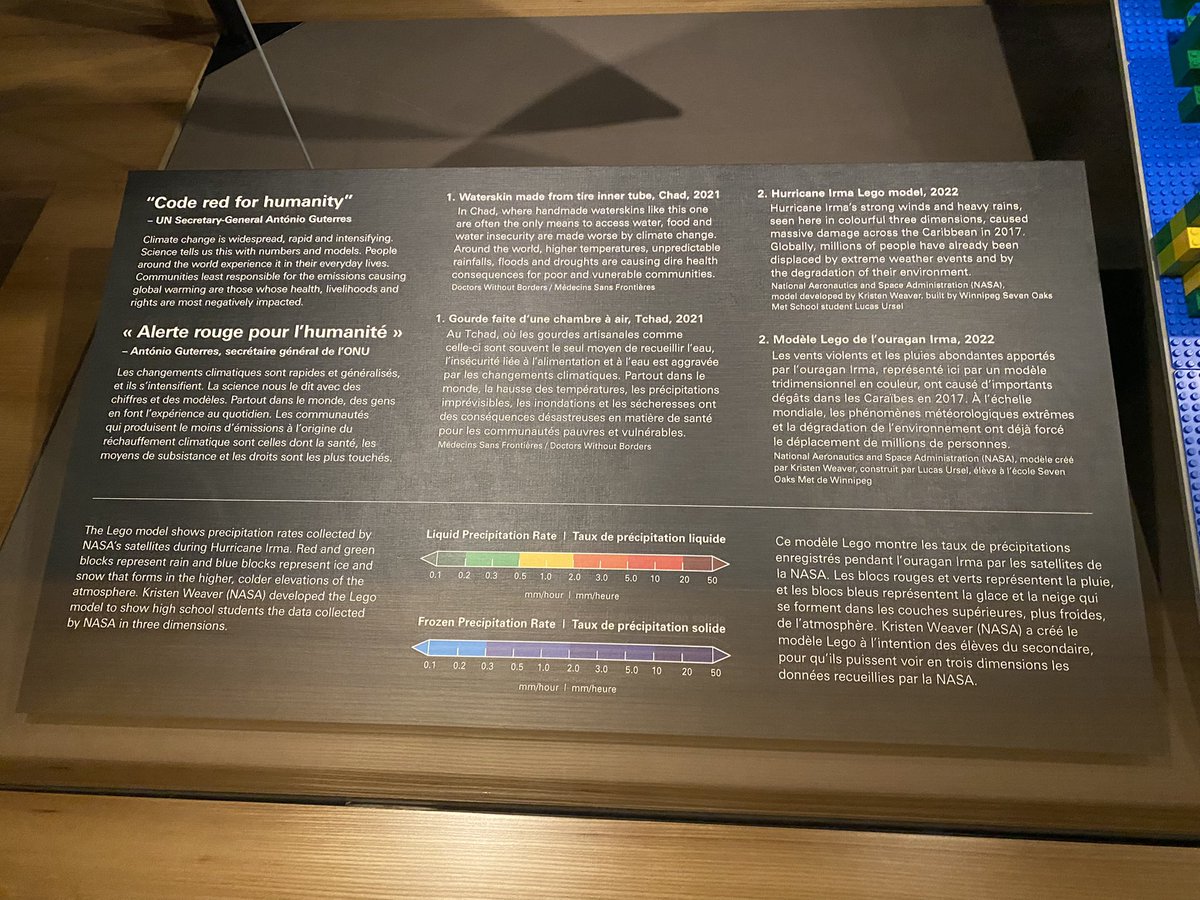 "Code red for humanity"
– UN Secretary-General António Guterres
Climate change is widespread, rapid and intensifying.
Science tells us this with numbers and models. People
around the world experience it in their everyday lives.
Communities least responsible for the emissions causing
global warming are those whose health, livelihoods and
rights are most negatively impacted.
« Alerte rouge pour l'humanité »
– António Guterres, secrétaire général de l'ONU
Les changements climatiques sont rapides et généralisés,
et ils s'intensifient. La science nous le dit avec des
chiffres et des modèles. Partout dans le monde, des gens
en font l'expérience au quotidien. Les communautés
qui produisent le moins d'émissions à l'origine du
réchauffement climatique sont celles dont la santé, les
moyens de subsistance et les droits sont les plus touchés.
1. Waterskin made from tire inner tube, Chad, 2021
In Chad, where handmade waterskins like this one
are often the only means to access water, food and
water insecurity are made worse by climate change.
Around the world, higher temperatures, unpredictable
rainfalls, floods and droughts are causing dire health
consequences for poor and vunerable communities.
Doctors Without Borders / Médecins Sans Frontières
1. Gourde faite d'une chambre à air, Tchad, 2021
Au Tchad, où les gourdes artisanales comme
celle-ci sont souvent le seul moyen de recueillir l'eau,
l'insécurité liée à l'alimentation et à l'eau est aggravée
par les changements climatiques. Partout dans le
monde, la hausse des températures, les précipitations
imprévisibles, les inondations et les sécheresses ont
des conséquences désastreuses en matière de santé
pour les communautés pauvres et vulnérables.
Médecins Sans Frontières / Doctors Without Borders
2. Hurricane Irma Lego model, 2022
Hurricane Irma's strong winds and heavy rains,
seen here in colourful three dimensions, caused
massive damage across the Caribbean in 2017.
Globally, millions of people have already been
displaced by extreme weather events and by
the degradation of their environment.
National Aeronautics and Space Administration (NASA),
model developed by Kristen Weaver, built by Winnipeg Seven Oaks
Met School student Lucas Ursel
2. Modèle Lego de l'ouragan Irma, 2022
Les vents violents et les pluies abondantes apportés
par l'ouragan Irma, représenté ici par un modèle
tridimensionnel en couleur, ont causé d'importants
dégâts dans les Caraïbes en 2017. À l'échelle
mondiale, les phénomènes météorologiques extrêmes
et la dégradation de l'environnement ont déjà forcé
le déplacement de millions de personnes.
National Aeronautics and Space Administration (NASA), modèle créé
par Kristen Weaver, construit par Lucas Ursel, élève à l'école Seven
Oaks Met de Winnipeg
The Lego model shows precipitation rates collected by
NASA's satellites during Hurricane Irma. Red and green
blocks represent rain and blue blocks represent ice and
snow that forms in the higher, colder elevations of the
atmosphere. Kristen Weaver (NASA) developed the Lego
model to show high school students the data collected
by NASA in three dimensions.
Liquid Precipitation Rate | Taux de précipitation liquide
0.1 0.2 0.3 0.5 1.0 2.0 3.0 5.0 10 20 50
mm/hour | mm/heure
Frozen Precipitation Rate | Taux de précipitation solide
0.1 0.2 0.3 0.5 1.0 2.0 3.0 5.0 10 20 50
mm/hour | mm/heure
Ce modèle Lego montre les taux de précipitations
enregistrés pendant l'ouragan Irma par les satellites de
la NASA. Les blocs rouges et verts représentent la pluie,
et les blocs bleus représentent la glace et la neige qui
se forment dans les couches supérieures, plus froides,
de l'atmosphère. Kristen Weaver (NASA) a créé le
modèle Lego à l'intention des élèves du secondaire,
pour qu'ils puissent voir en trois dimensions les
données recueillies par la NASA.